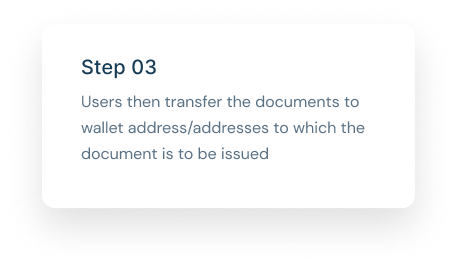 Step 03
Users then transfer the documents to
wallet address/addresses to which the
document is to be issued